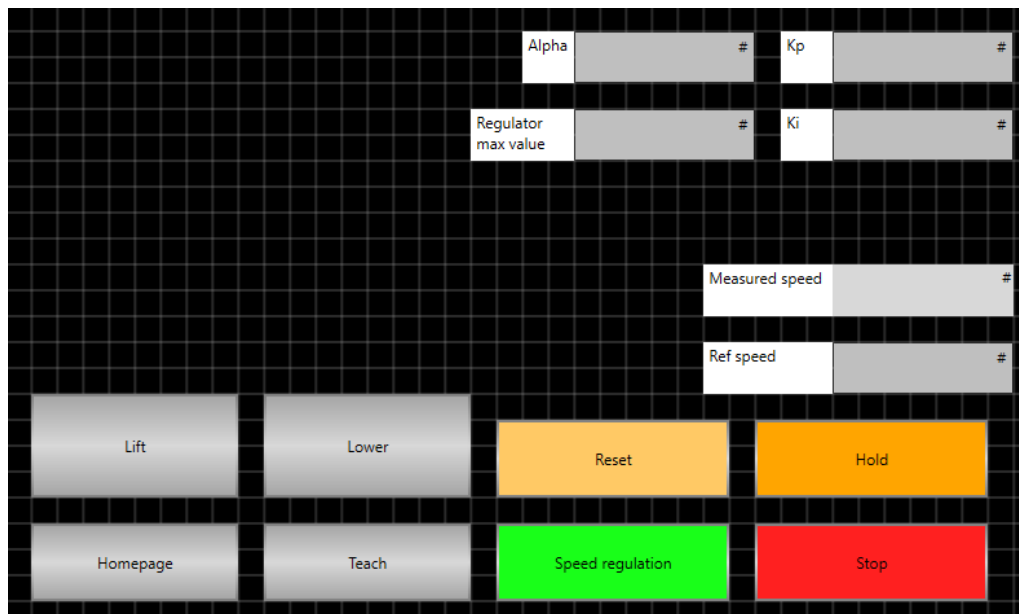 Alpha # Kp #
Regulator
max value # Ki #
Measured speed #
Ref speed #
Lift Lower Reset Hold
Homepage Teach Speed regulation Stop